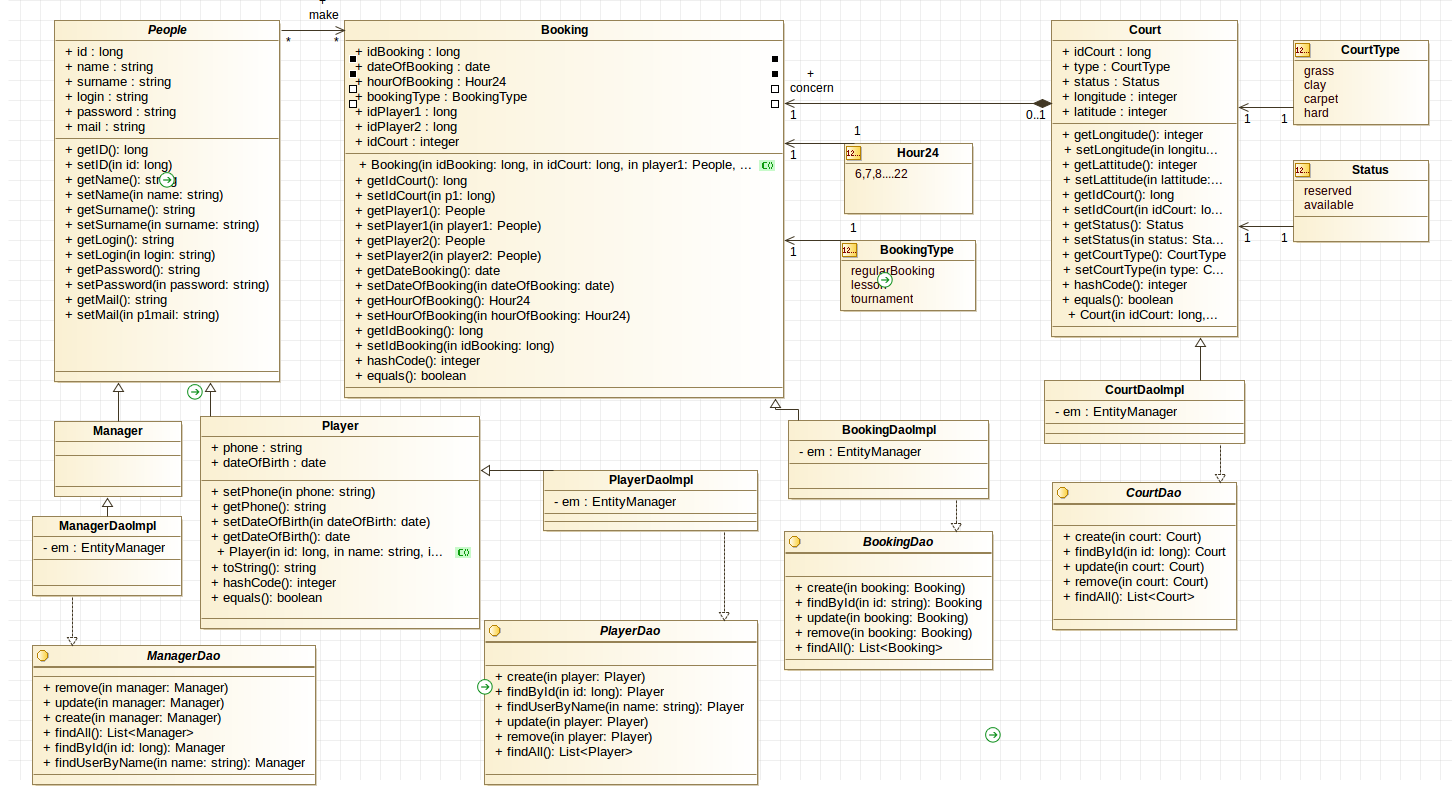 +
make
*
*
People
+ id : long
+ name : string
+ surname : string
+ login : string
+ password : string
+ mail : string
+ getID(): long
+ setID(in id: long)
+ getName(): string
+ setName(in name: string)
+ getSurname(): string
+ setSurname(in surname: string)
+ getLogin(): string
+ setLogin(in login: string)
+ getPassword(): string
+ setPassword(in password: string)
+ getMail(): string
+ setMail(in p1mail: string)
Booking
+ idBooking : long
+ dateOfBooking : date
+ hourOfBooking : Hour24
+ bookingType : BookingType
+ idPlayer1 : long
+ idPlayer2 : long
+ idCourt : integer
+ Booking(in idBooking: long, in idCourt: long, in player1: People, ...
+ getIdCourt(): long
+ setIdCourt(in p1: long)
+ getPlayer1(): People
+ setPlayer1(in player1: People)
+ getPlayer2(): People
+ setPlayer2(in player2: People)
+ getDateBooking(): date
+ setDateOfBooking(in dateOfBooking: date)
+ getHourOfBooking(): Hour24
+ setHourOfBooking(in hourOfBooking: Hour24)
+ getIdBooking(): long
+ setIdBooking(in idBooking: long)
+ hashCode(): integer
+ equals(): boolean
+
concern
1
0..1
1
1
12...
Hour24
6,7,8....22
1
1
12...
BookingType
regularBooking
lesson
tournament
Court
+ idCourt : long
+ type : CourtType
+ status : Status
+ longitude : integer
+ latitude : integer
+ getLongitude(): integer
+ setLongitude(in longitu...
+ getLattitude(): integer
+ setLattitude(in lattitude:...
+ getIdCourt(): long
+ setIdCourt(in idCourt: lo...
+ getStatus(): Status
+ setStatus(in status: Sta...
+ getCourtType(): CourtType
+ setCourtType(in type: C...
+ hashCode(): integer
+ equals(): boolean
+ Court(in idCourt: long,...
12...
CourtType
grass
clay
carpet
hard
1
1
12...
Status
reserved
available
1
1
Manager
ManagerDaoImpl
- em : EntityManager
Player
+ phone : string
+ dateOfBirth : date
+ setPhone(in phone: string)
+ getPhone(): string
+ setDateOfBirth(in dateOfBirth: date)
+ getDateOfBirth(): date
+ Player(in id: long, in name: string, i...
+ toString(): string
+ hashCode(): integer
+ equals(): boolean
PlayerDaoImpl
- em : EntityManager
BookingDaoImpl
- em : EntityManager
CourtDaoImpl
- em : EntityManager
ManagerDao
+ remove(in manager: Manager)
+ update(in manager: Manager)
+ create(in manager: Manager)
+ findAll(): List<Manager>
+ findById(in id: long): Manager
+ findUserByName(in name: string): Manager
PlayerDao
+ create(in player: Player)
+ findById(in id: long): Player
+ findUserByName(in name: string): Player
+ update(in player: Player)
+ remove(in player: Player)
+ findAll(): List<Player>
BookingDao
+ create(in booking: Booking)
+ findById(in id: string): Booking
+ update(in booking: Booking)
+ remove(in booking: Booking)
+ findAll(): List<Booking>
CourtDao
+ create(in court: Court)
+ findById(in id: long): Court
+ update(in court: Court)
+ remove(in court: Court)
+ findAll(): List<Court>